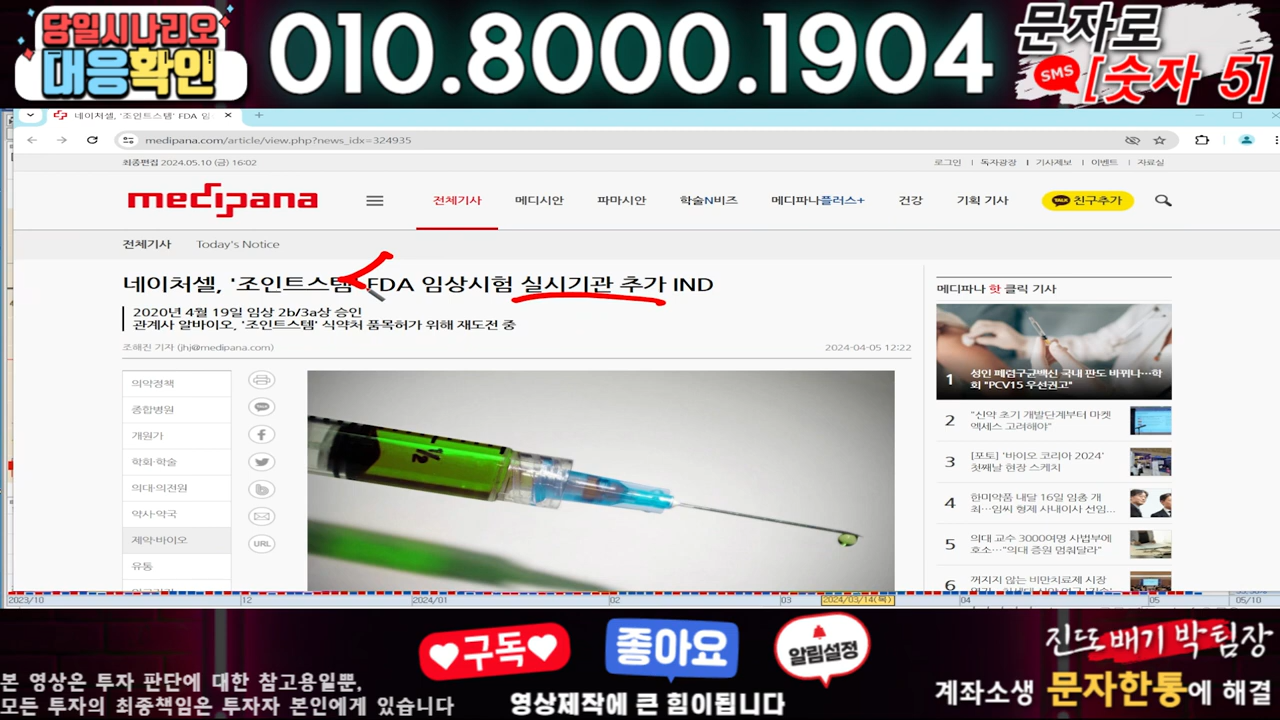 당일시나리오
대응확인
010.8000.1904
문자로
SMS [숫자 5]
네이처셀, '조인트스템' FDA 임
medipana.com/article/view.php?news_idx=324935
최종편집 2024.05.10 (금) 16:02
로그인 | 독자광장 | 기사제보 | 이벤트 | 자료실
medipana
전체기사 메디시안 파마시안 학술N비즈 메디파나플러스+ 건강 기획 기사
TALK 친구추가
전체기사 Today's Notice
네이처셀, '조인트스템' FDA 임상시험 실시기관 추가 IND
2020년 4월 19일 임상 2b/3a상 승인
관계사 알바이오, '조인트스템' 식약처 품목허가 위해 재도전 중
조해진 기자 (jhj@medipana.com)
2024-04-05 12:22
의약정책
종합병원
개원가
학회·학술
의대·의전원
약사·약국
제약·바이오
유통
URL
½
메디파나 핫 클릭 기사
1 성인 폐렴구균백신 국내 판도 바뀌나…학
회 "PCV15 우선권고"
2 "신약 초기 개발단계부터 마켓
엑세스 고려해야"
3 [포토] '바이오 코리아 2024'
첫째날 현장 스케치
4 한미약품 내달 16일 임총 개
최…임씨 형제 사내이사 선임...
5 의대 교수 3000여명 사법부에
호소…"의대 증원 멈춰달라"
6 꺼지지 않는 비만치료제 시장
2023/10 12 2024/01 02 03 2024/03/14(목) 04 05 05/10
구독
좋아요
알림설정
영상제작에 큰 힘이됩니다
본 영상은 투자 판단에 대한 참고용일뿐,
모든 투자의 최종책임은 투자자 본인에게 있습니다
진또배기 박팀장
계좌소생 문자한통에 해결